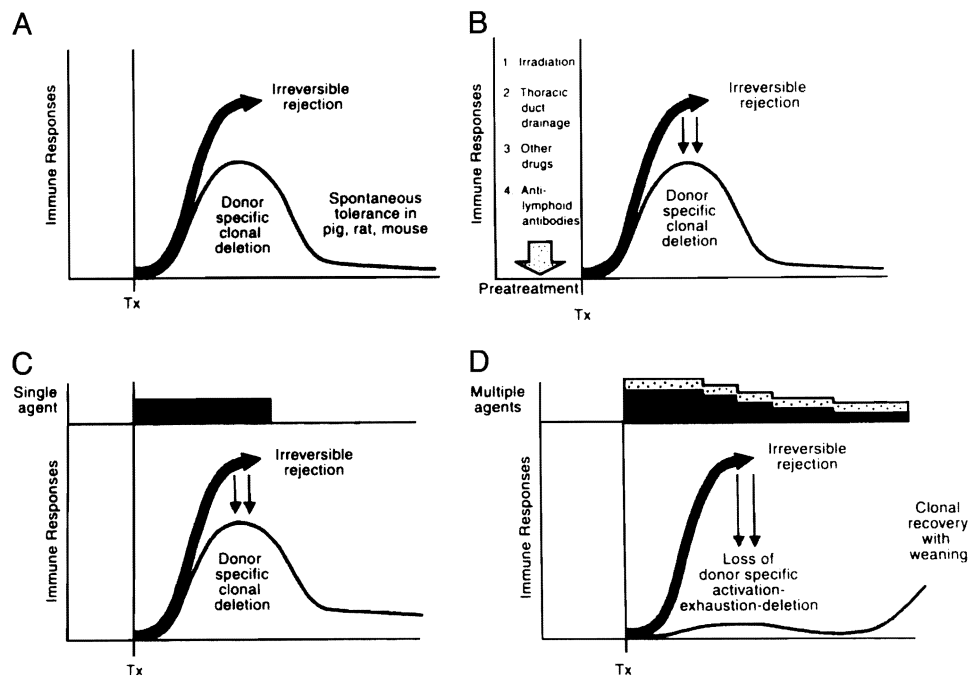 A
Immune Responses
Irreversible
rejection
Donor
specific
clonal
deletion
Spontaneous
tolerance in
pig, rat, mouse
Tx
B
Immune Responses
1 Irradiation
2 Thoracic
duct
drainage
3 Other
drugs
4 Anti-
lymphoid
antibodies
Pretreatment
Irreversible
rejection
Donor
specific
clonal
deletion
Tx
C
Single
agent
Immune Responses
Irreversible
rejection
Donor
specific
clonal
deletion
Tx
D
Multiple
agents
Immune Responses
Irreversible
rejection
Loss of
donor specific
activation-
exhaustion-deletion
Clonal
recovery
with
weaning
Tx